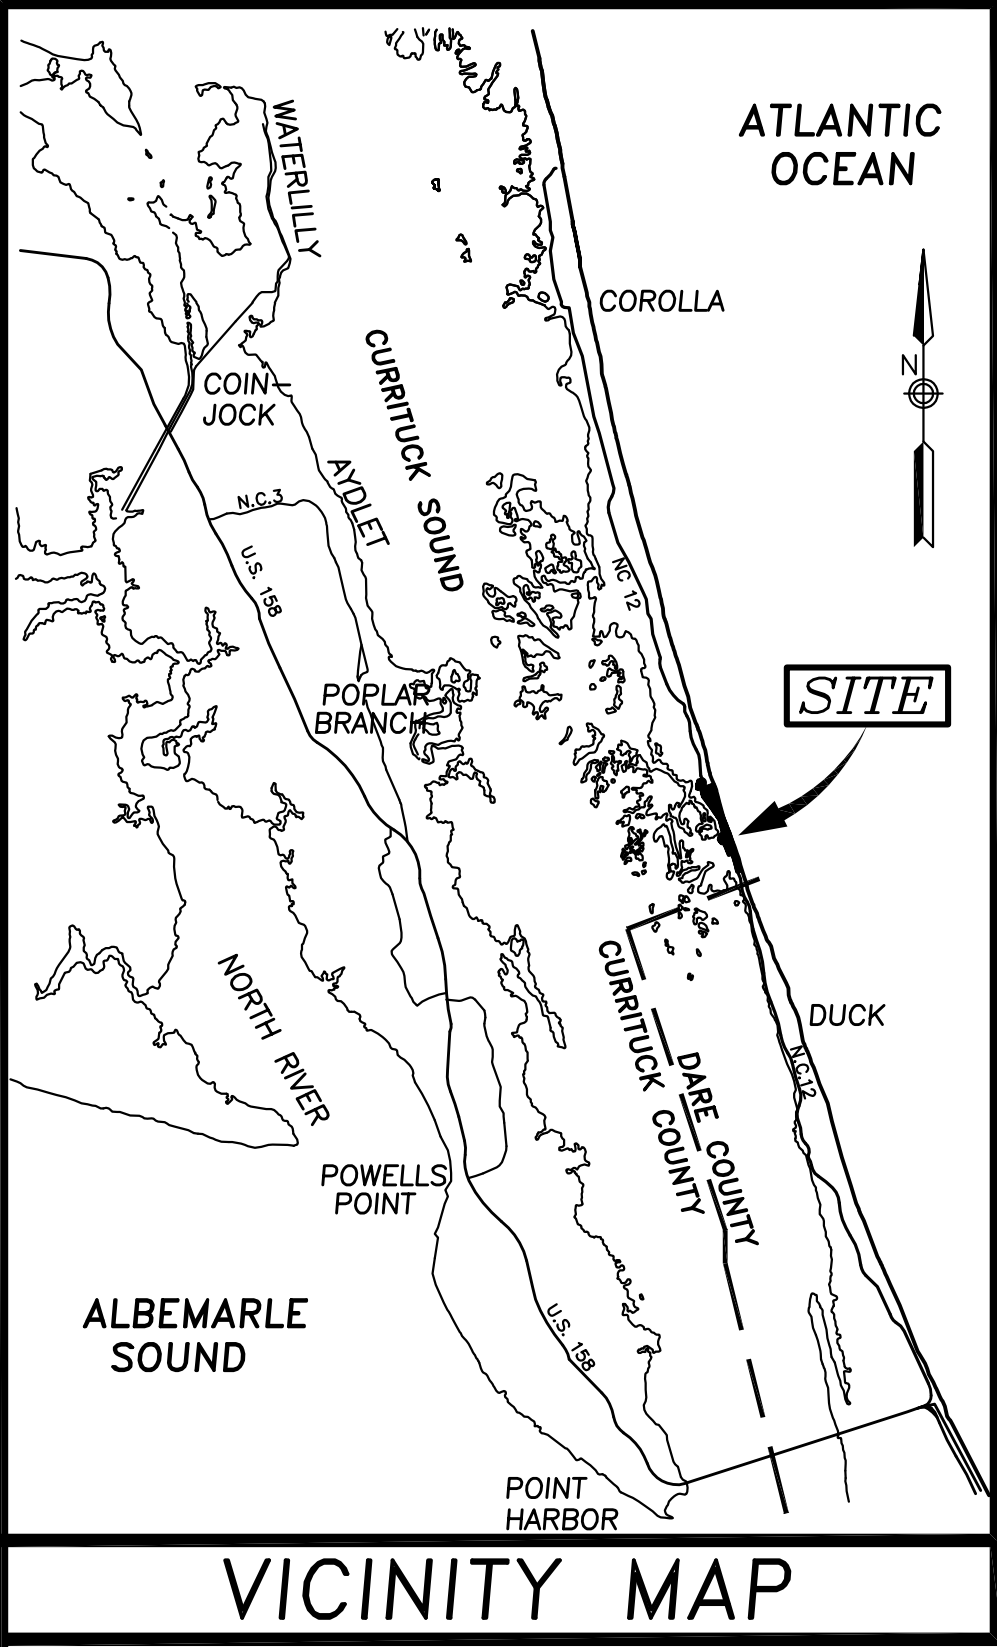 ATLANTIC
OCEAN
WATERLILLY
COROLLA
N
CURRITUCK SOUND
COIN-
JOCK
AYDLET
N.C.3
U.S. 158
NC 12
SITE
POPLAR
BRANCH
NORTH RIVER
CURRITUCK COUNTY
DARE COUNTY
DUCK
N.C.12
POWELLS
POINT
ALBEMARLE
SOUND
U.S. 158
POINT
HARBOR
VICINITY MAP